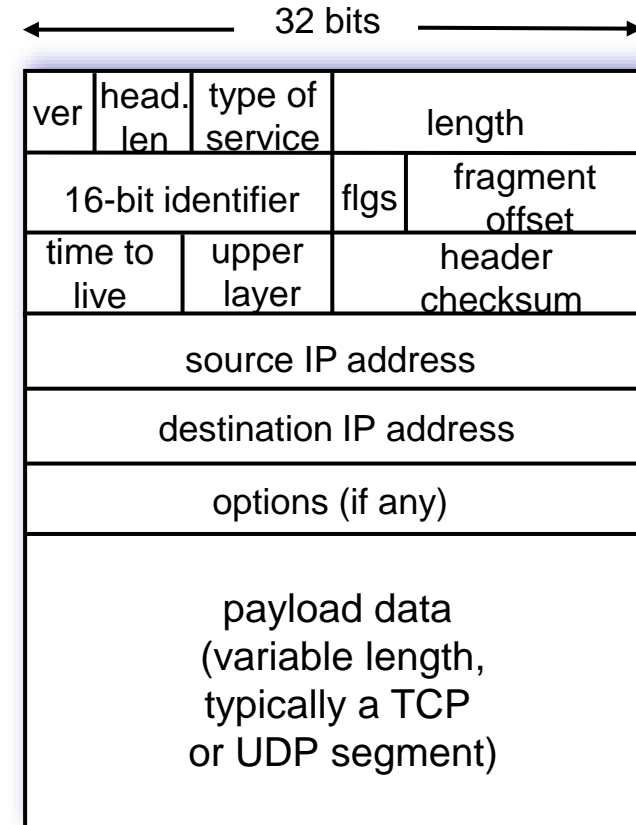 32 bits
ver
head.
len
type of
service
length
16-bit identifier
flgs
fragment
offset
time to
live
upper
layer
header
checksum
source IP address
destination IP address
options (if any)
payload data
(variable length,
typically a TCP
or UDP segment)